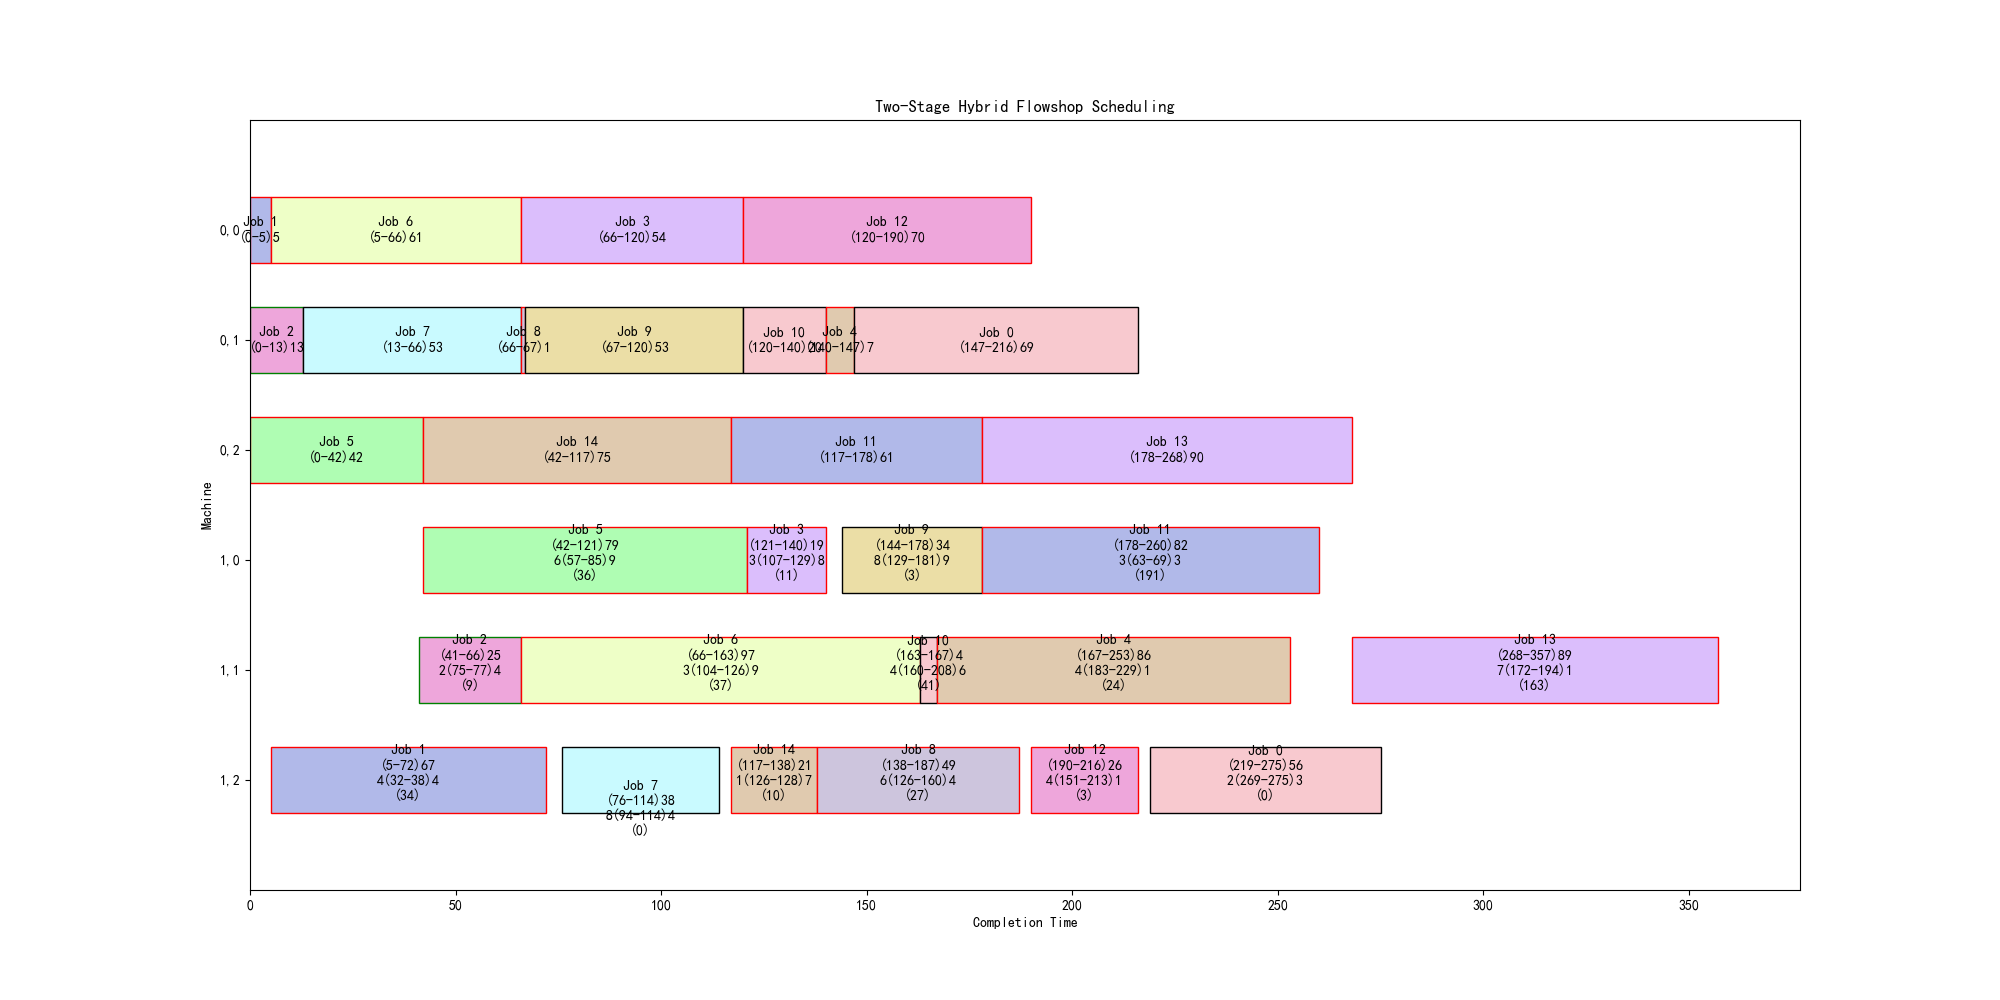 Two-Stage Hybrid Flowshop Scheduling
Machine
0,0
Job 1
(0-5)5
Job 6
(5-66)61
Job 3
(66-120)54
Job 12
(120-190)70
0,1
Job 2
(0-13)13
Job 7
(13-66)53
Job 8
(66-67)1
Job 9
(67-120)53
Job 10
(120-140)20
Job 4
(140-147)7
Job 0
(147-216)69
0,2
Job 5
(0-42)42
Job 14
(42-117)75
Job 11
(117-178)61
Job 13
(178-268)90
1,0
Job 5
(42-121)79
6(57-85)9
(36)
Job 3
(121-140)19
3(107-129)8
(11)
Job 9
(144-178)34
8(129-181)9
(3)
Job 11
(178-260)82
3(63-69)3
(191)
1,1
Job 2
(41-66)25
2(75-77)4
(9)
Job 6
(66-163)97
3(104-126)9
(37)
Job 10
(163-167)4
4(160-208)6
(41)
Job 4
(167-253)86
4(183-229)1
(24)
Job 13
(268-357)89
7(172-194)1
(163)
1,2
Job 1
(5-72)67
4(32-38)4
(34)
Job 7
(76-114)38
8(94-114)4
(0)
Job 14
(117-138)21
1(126-128)7
(10)
Job 8
(138-187)49
6(126-160)4
(27)
Job 12
(190-216)26
4(151-213)1
(3)
Job 0
(219-275)56
2(269-275)3
(0)
0 50 100 150 200 250 300 350
Completion Time